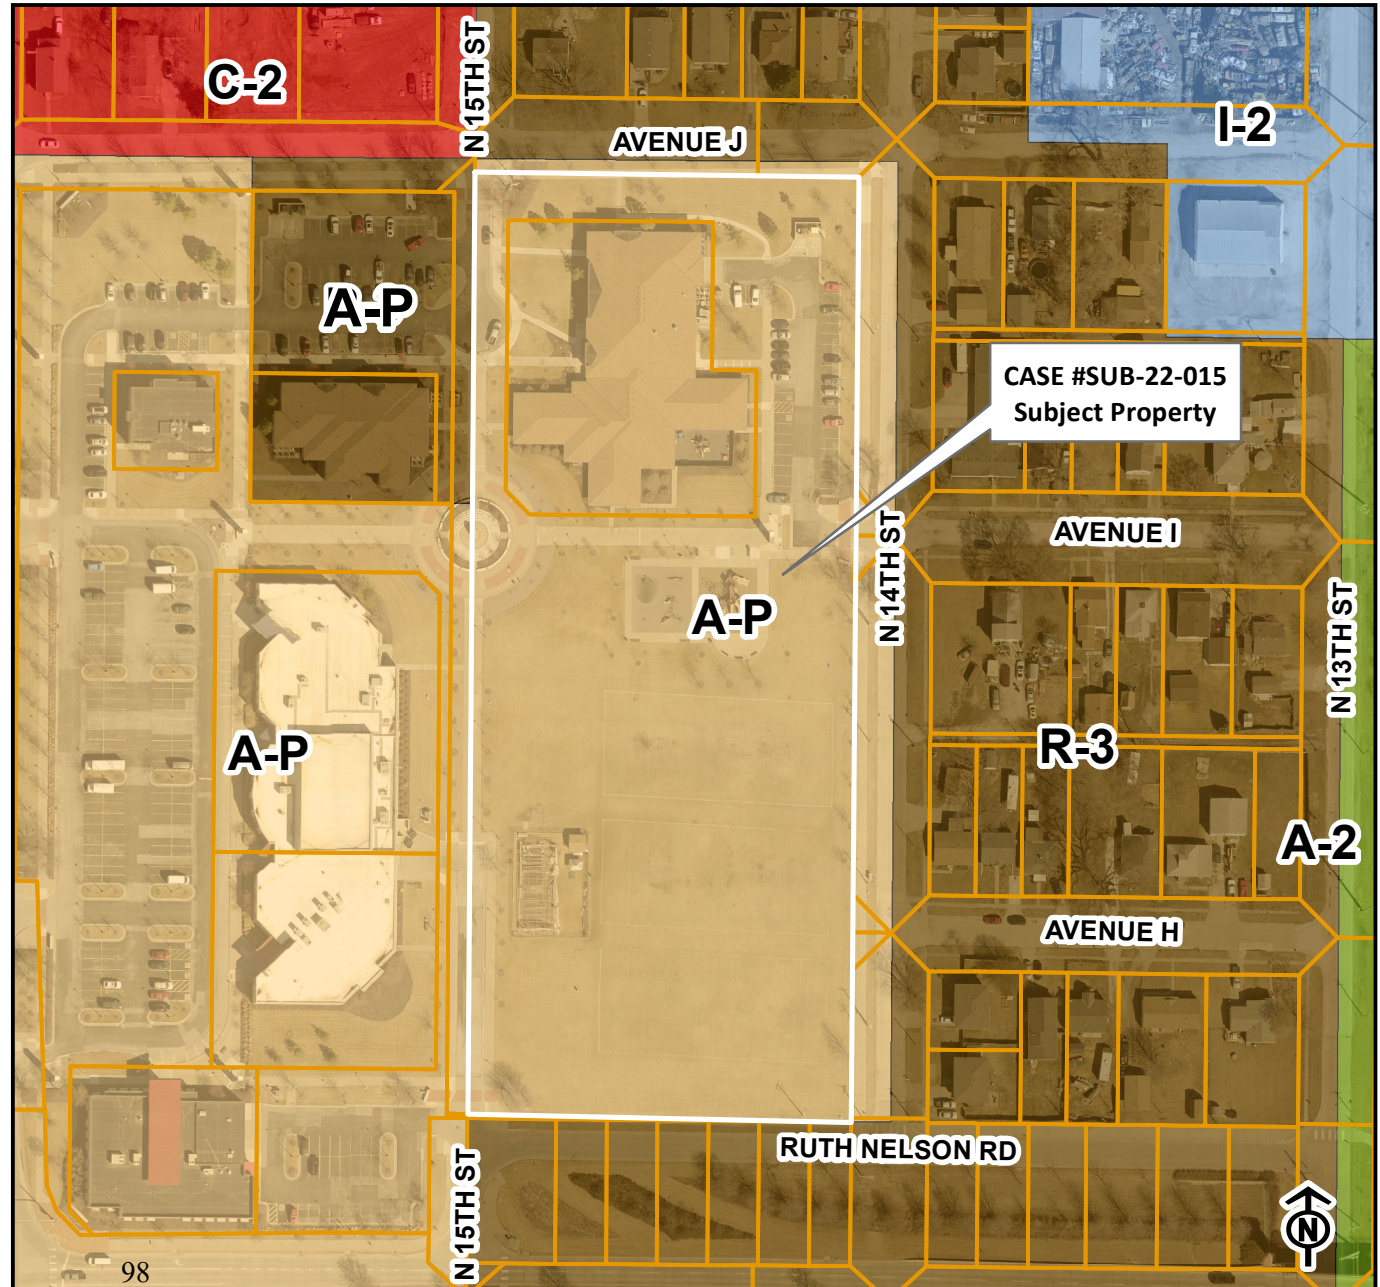 N 15TH ST
C-2
I-2
AVENUE J
A-P
CASE #SUB-22-015
Subject Property
AVENUE I
N 14TH ST
A-P
N 13TH ST
A-P
R-3
A-2
AVENUE H
RUTH NELSON RD
N 15TH ST
N
98